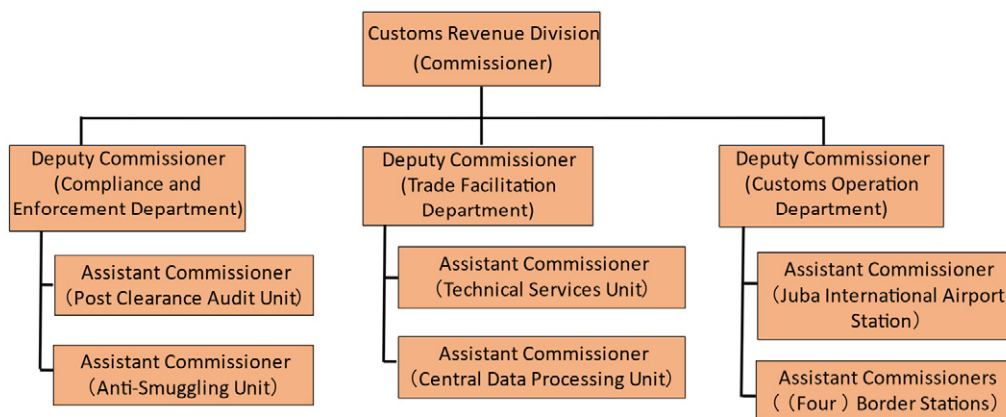 Customs Revenue Division
(Commissioner)
Deputy Commissioner
(Compliance and
Enforcement Department)
Assistant Commissioner
（Post Clearance Audit Unit）
Assistant Commissioner
（Anti-Smuggling Unit）
Deputy Commissioner
(Trade Facilitation
Department)
Assistant Commissioner
（Technical Services Unit）
Assistant Commissioner
（Central Data Processing Unit）
Deputy Commissioner
(Customs Operation
Department)
Assistant Commissioner
（Juba International Airport
Station）
Assistant Commissioners
（（Four ）Border Stations）